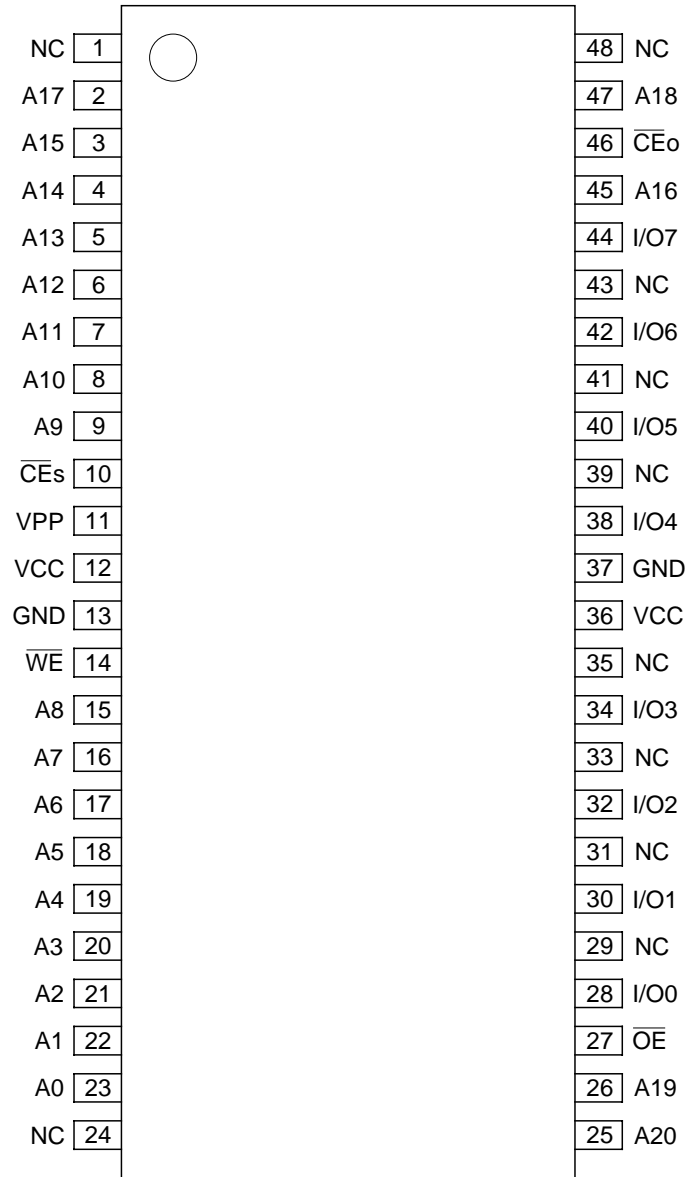 NC 1 48 NC
A17 2 47 A18
A15 3 46 C̅E̅o
A14 4 45 A16
A13 5 44 I/O7
A12 6 43 NC
A11 7 42 I/O6
A10 8 41 NC
A9 9 40 I/O5
C̅E̅s 10 39 NC
VPP 11 38 I/O4
VCC 12 37 GND
GND 13 36 VCC
W̅E̅ 14 35 NC
A8 15 34 I/O3
A7 16 33 NC
A6 17 32 I/O2
A5 18 31 NC
A4 19 30 I/O1
A3 20 29 NC
A2 21 28 I/O0
A1 22 27 O̅E̅
A0 23 26 A19
NC 24 25 A20